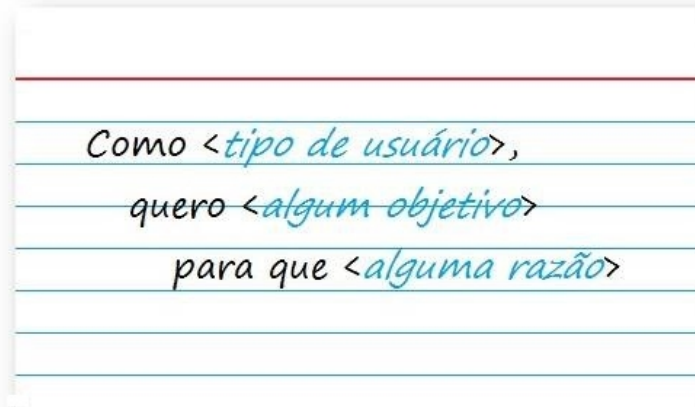 Como <tipo de usuário>,
quero <algum objetivo>
para que <alguma razão>